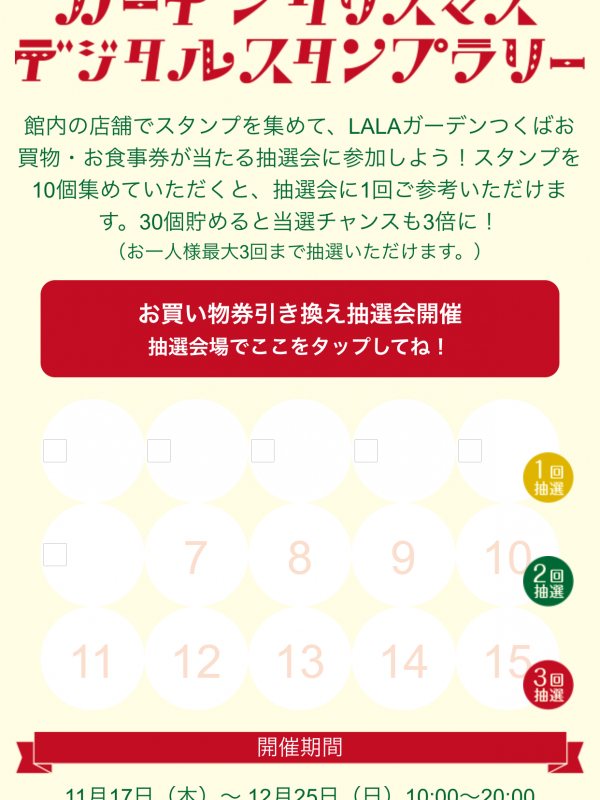 ガーデンクリスマス
デジタルスタンプラリー
館内の店舗でスタンプを集めて、LALAガーデンつくばお
買物・お食事券が当たる抽選会に参加しよう！スタンプを
10個集めていただくと、抽選会に1回ご参考いただけま
す。30個貯めると当選チャンスも3倍に！
（お一人様最大3回まで抽選いただけます。）
お買い物券引き換え抽選会開催
抽選会場でここをタップしてね！
1回
抽選
7 8 9 10
2回
抽選
11 12 13 14 15
3回
抽選
開催期間
11月17日（木）～ 12月25日（日）10:00～20:00